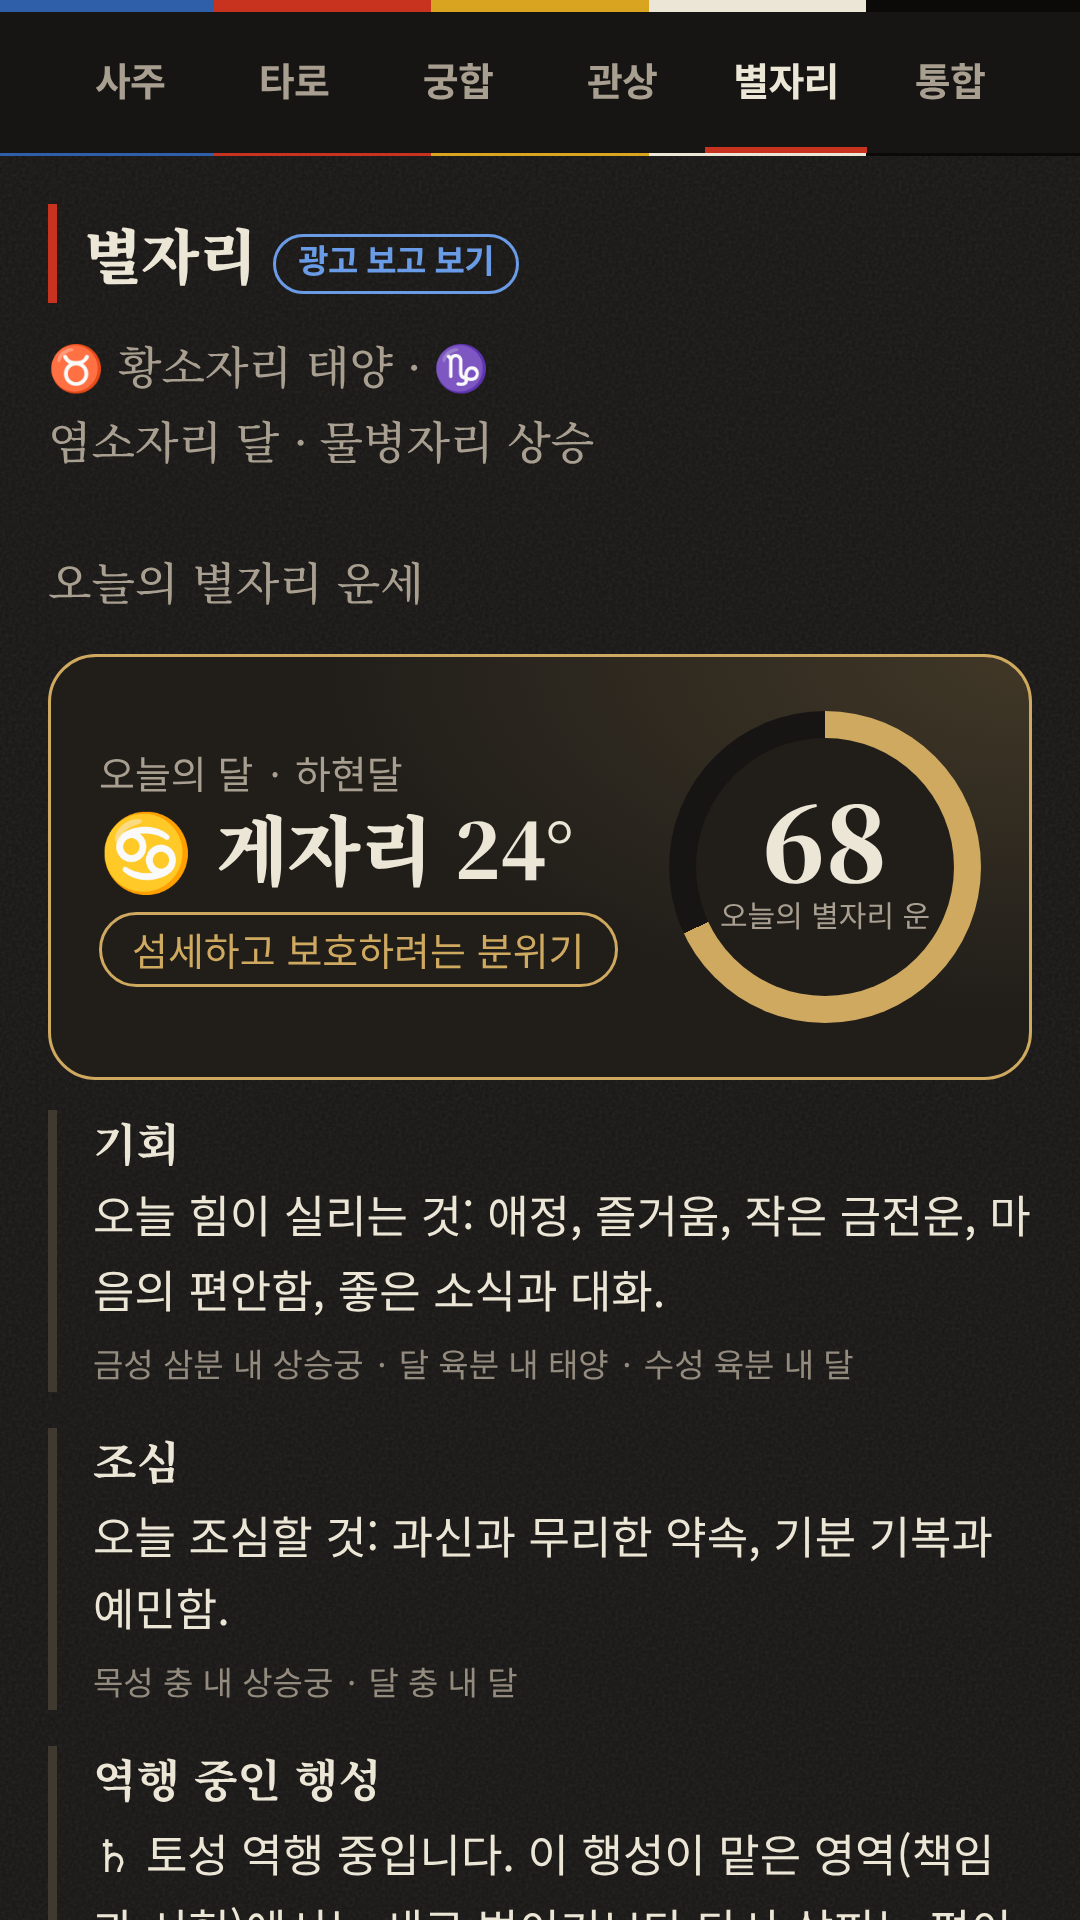 사주 타로 궁합 관상 별자리 통합
별자리 광고 보고 보기
♉ 황소자리 태양 · ♑
염소자리 달 · 물병자리 상승
오늘의 별자리 운세
오늘의 달 · 하현달
♋ 게자리 24°
섬세하고 보호하려는 분위기
68
오늘의 별자리 운
기회
오늘 힘이 실리는 것: 애정, 즐거움, 작은 금전운, 마
음의 편안함, 좋은 소식과 대화.
금성 삼분 내 상승궁 · 달 육분 내 태양 · 수성 육분 내 달
조심
오늘 조심할 것: 과신과 무리한 약속, 기분 기복과
예민함.
목성 충 내 상승궁 · 달 충 내 달
역행 중인 행성
♄ 토성 역행 중입니다. 이 행성이 맡은 영역(책임